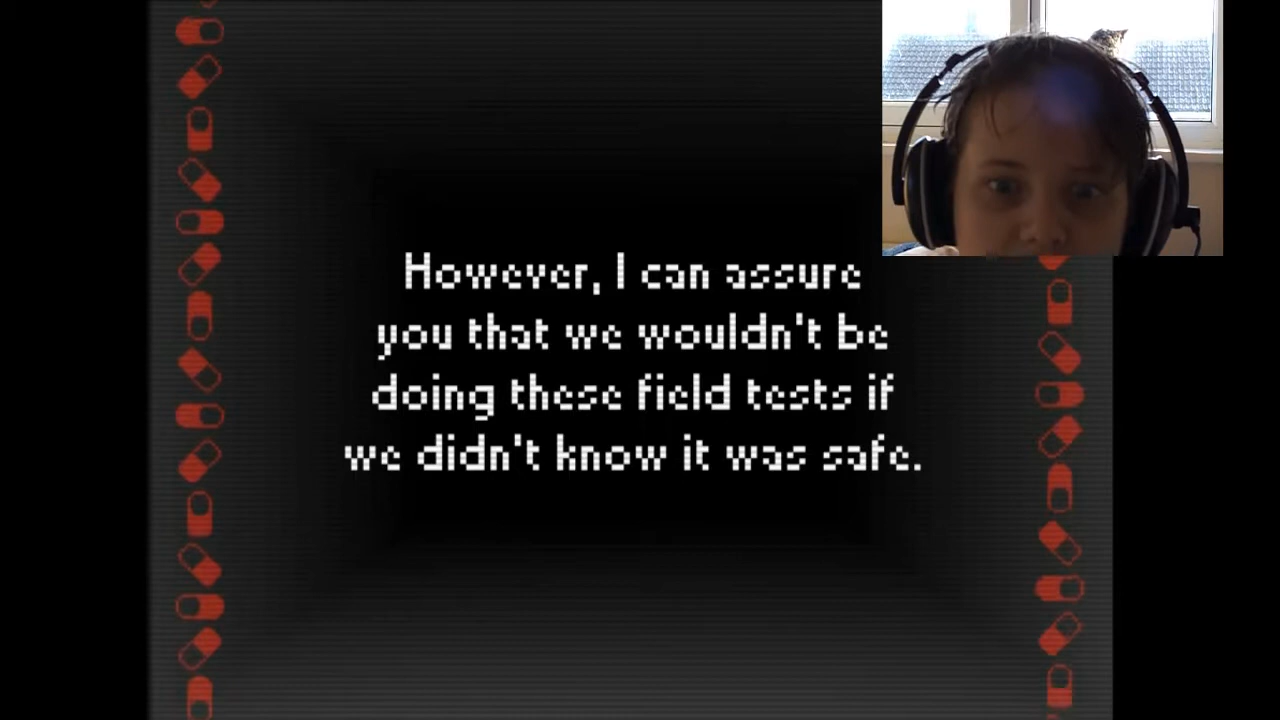 However, I can assure
you that we wouldn't be
doing these field tests if
we didn't know it was safe.